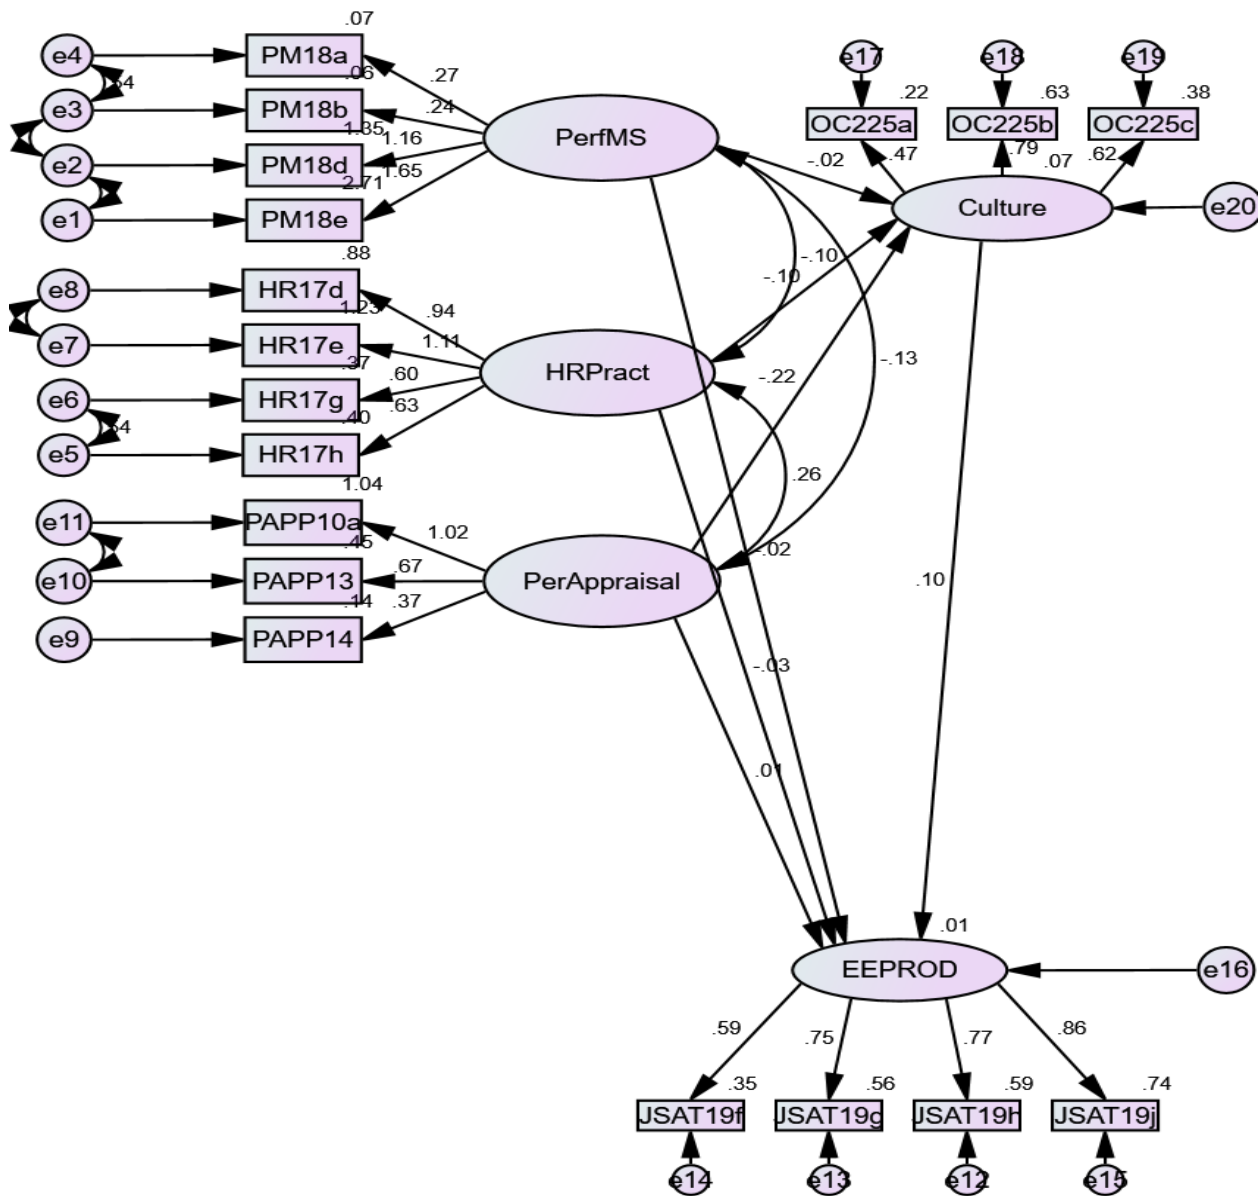 .07
e4 PM18a
.54 .06 .27
e3 PM18b .24
1.35 1.16
e2 PM18d
2.71 1.65
e1 PM18e
PerfMS
e17 e18 e19
.22 .63 .38
OC225a OC225b OC225c
-.02 .47 .79 .07 .62
Culture e20
.88
e8 HR17d
1.23 .94
e7 HR17e 1.11
.37
e6 HR17g .60
.54 .40 .63
e5 HR17h
HRPract
-.10 -.10
-.22 -.13
1.04
e11 PAPP10a 1.02
.45
e10 PAPP13 .67
.14 .37
e9 PAPP14
PerAppraisal
.26
-.02
.10
-.03
.01
.01
EEPROD e16
.59 .75 .77 .86
.35 .56 .59 .74
JSAT19f JSAT19g JSAT19h JSAT19j
e14 e13 e12 e15